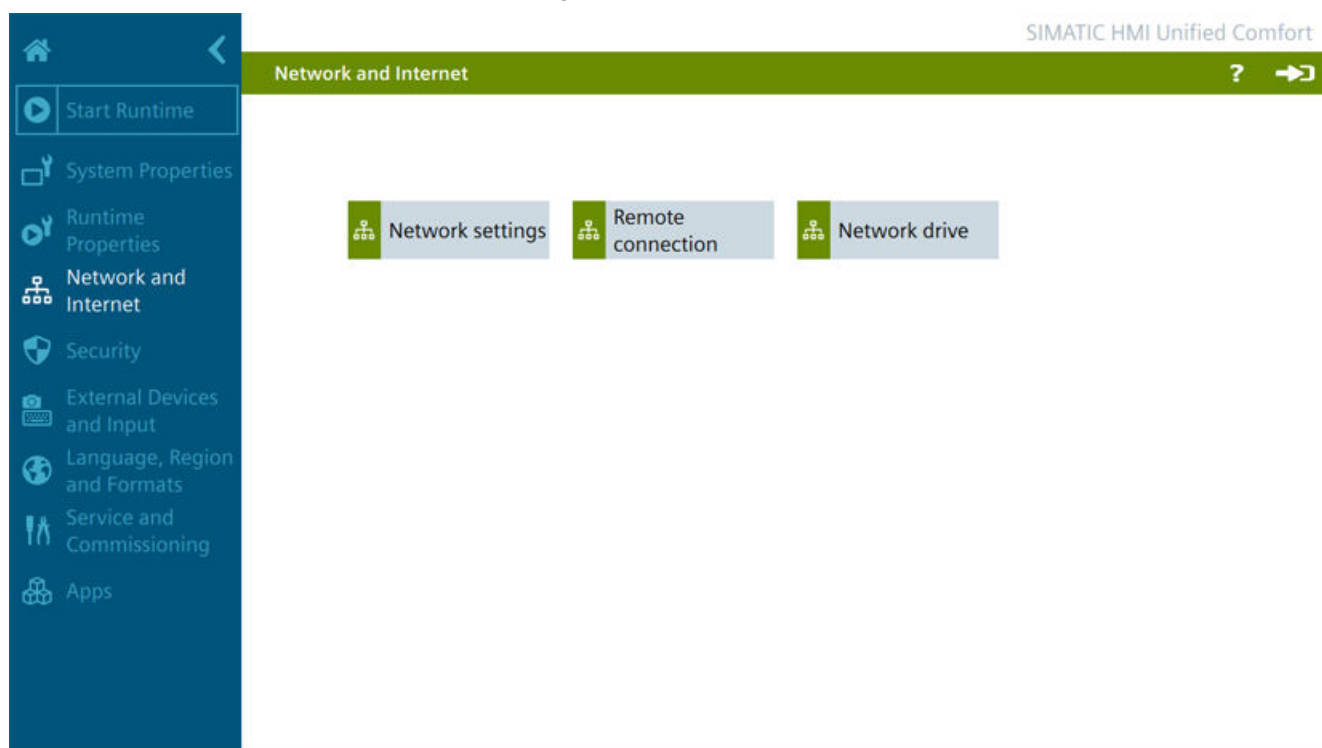 SIMATIC HMI Unified Comfort
Network and Internet
?
Start Runtime
System Properties
Runtime
Properties
Network and
Internet
Security
External Devices
and Input
Language, Region
and Formats
Service and
Commissioning
Apps
Network settings
Remote
connection
Network drive